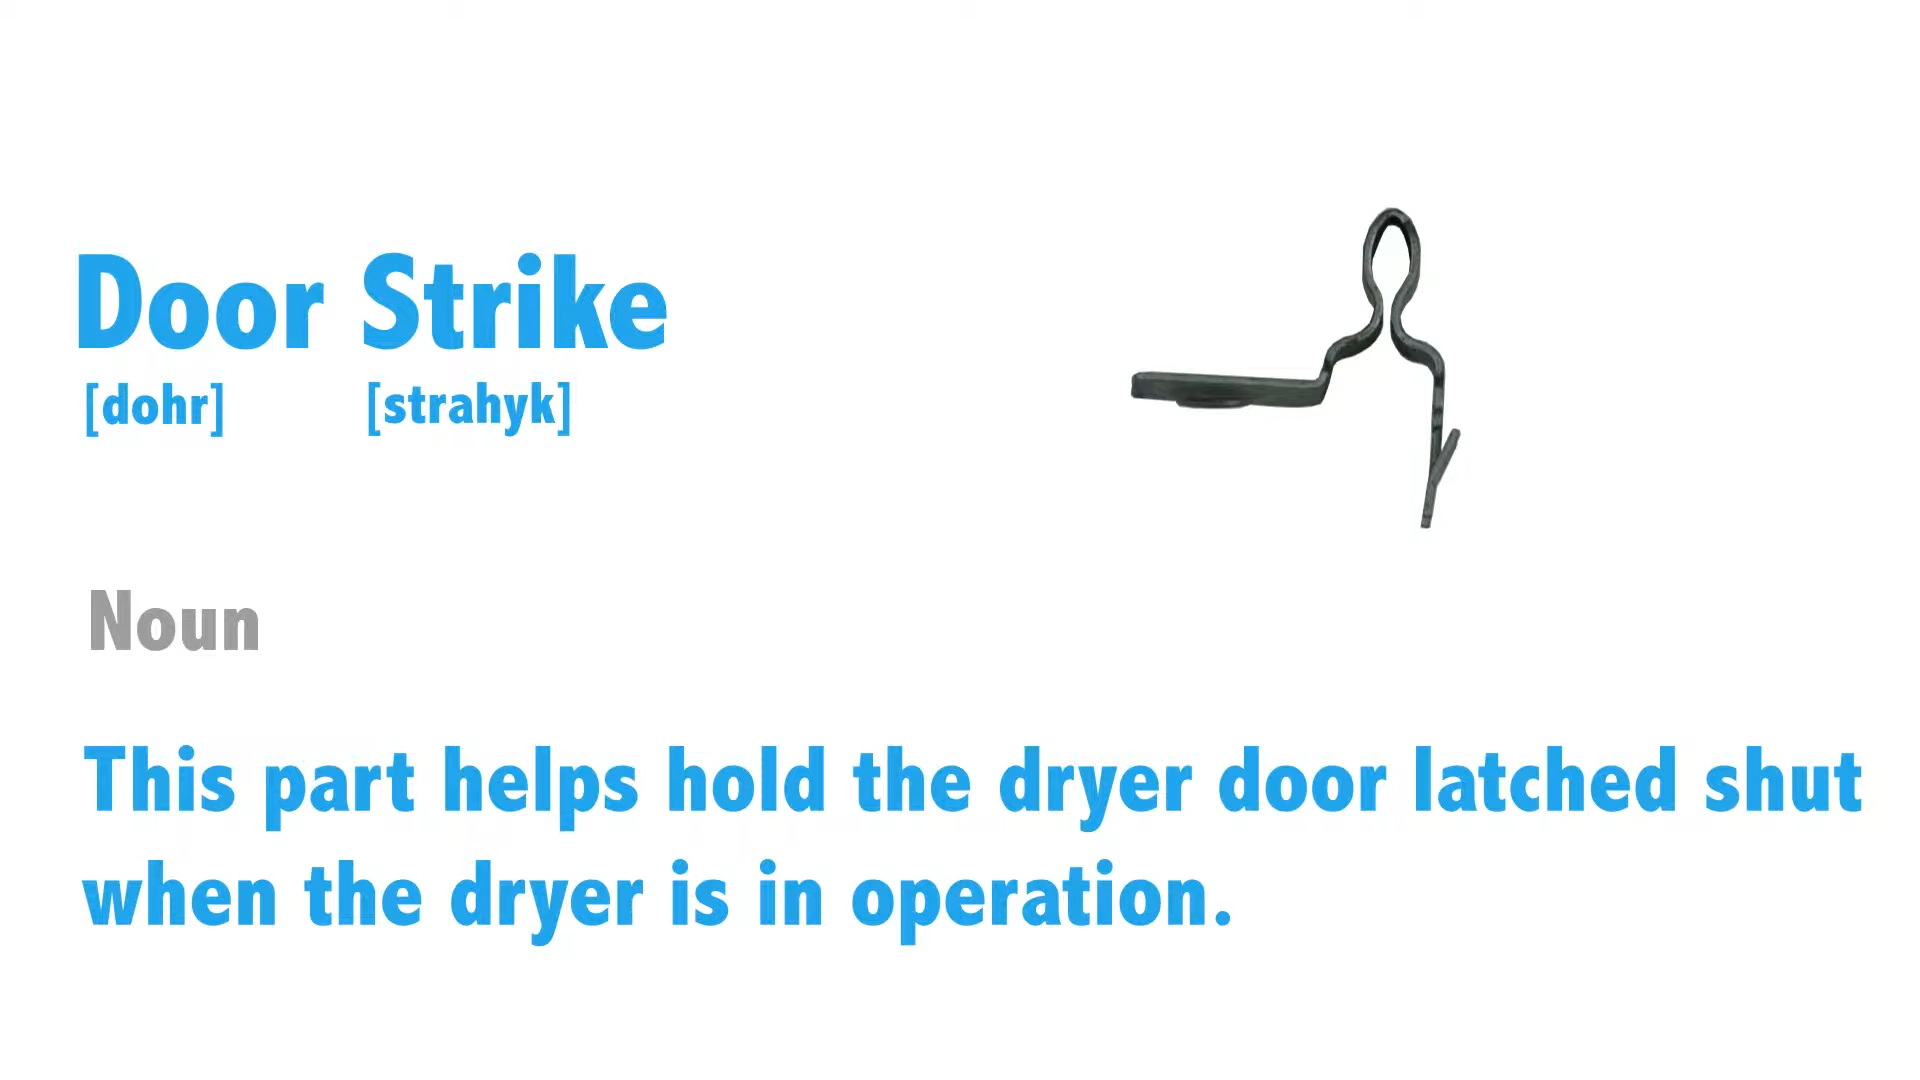 Door Strike
[dohr] [strahyk]
Noun
This part helps hold the dryer door latched shut
when the dryer is in operation.